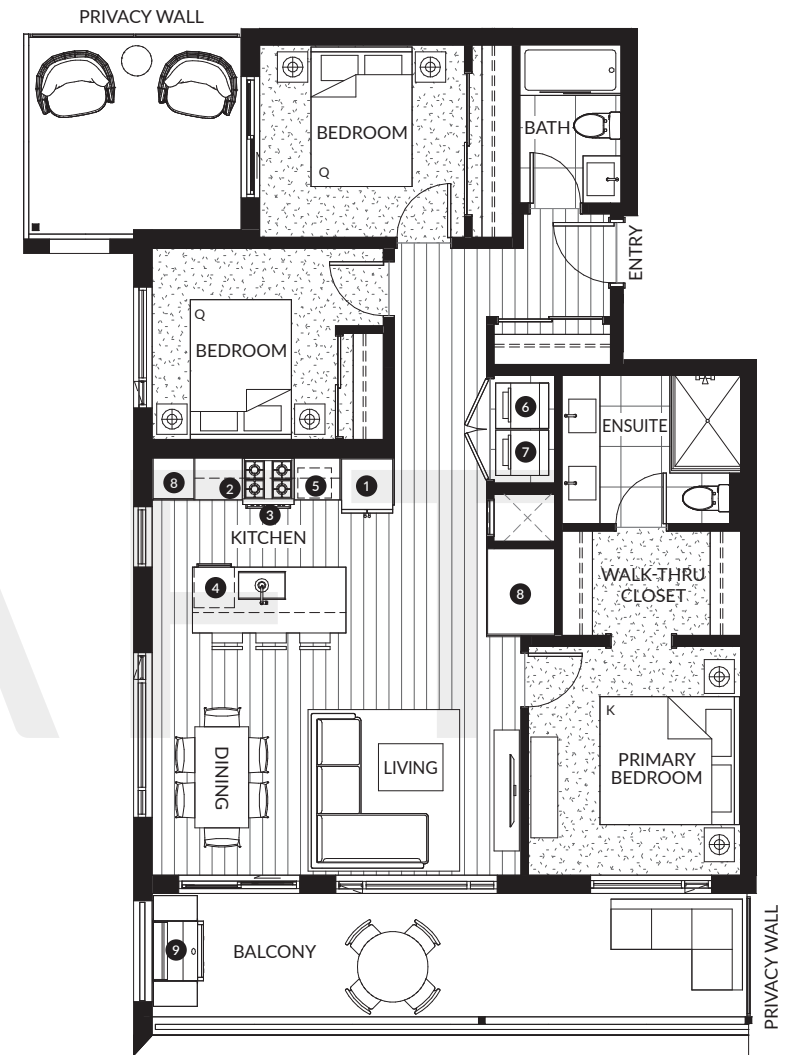 PRIVACY WALL
BEDROOM
Q
BATH
ENTRY
Q
BEDROOM
6
7
ENSUITE
8
2
5
1
3
KITCHEN
4
8
WALK-THRU
CLOSET
K
PRIMARY
BEDROOM
DINING
LIVING
9
BALCONY
PRIVACY WALL